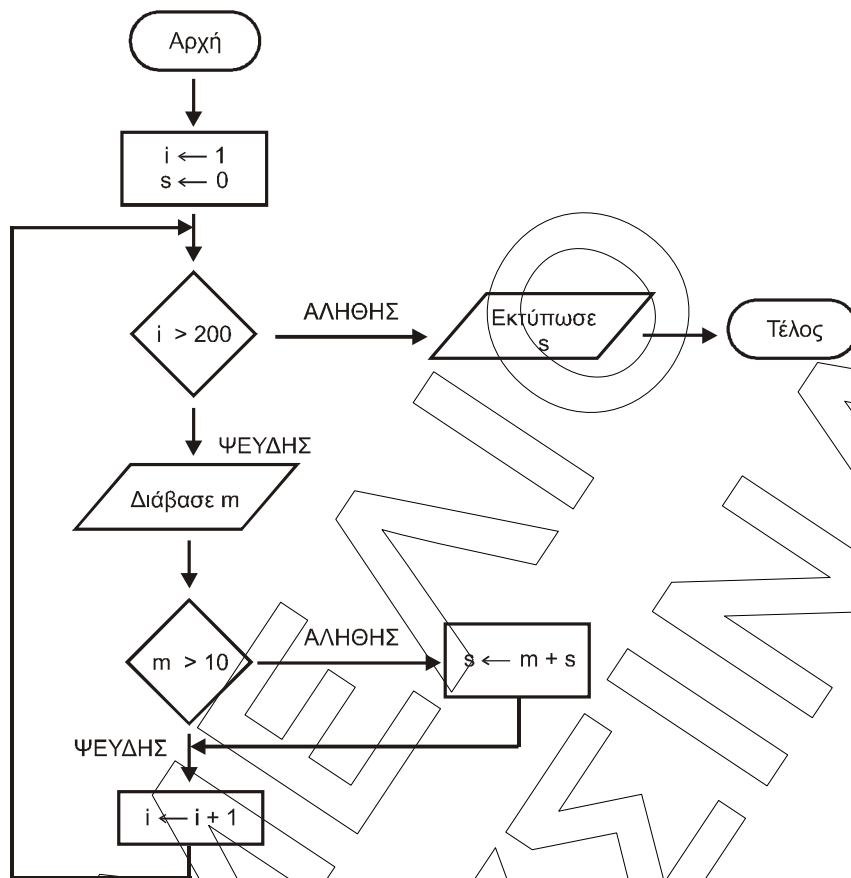 Αρχή
i ← 1
s ← 0
i > 200
ΑΛΗΘΗΣ
Εκτύπωσε
s
Τέλος
ΨΕΥΔΗΣ
Διάβασε m
m > 10
ΑΛΗΘΗΣ
s ← m + s
ΨΕΥΔΗΣ
i ← i + 1